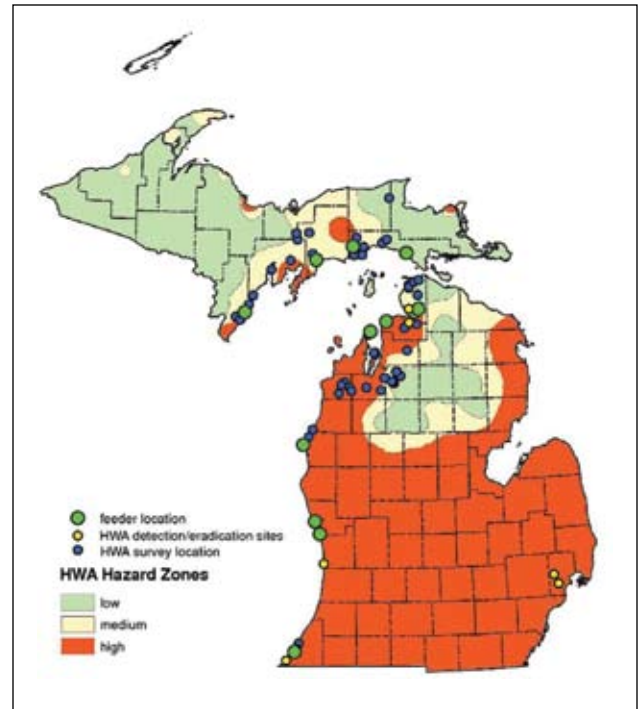 feeder location
HWA detection/eradication sites
HWA survey location
HWA Hazard Zones
low
medium
high